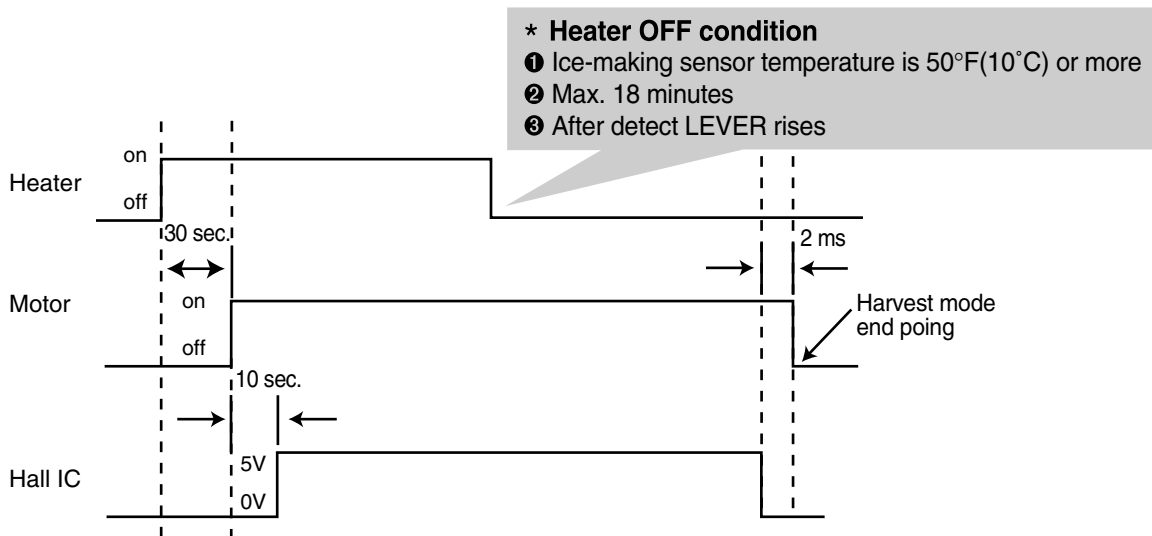 * Heater OFF condition
❶ Ice-making sensor temperature is 50°F(10˚C) or more
❷ Max. 18 minutes
❸ After detect LEVER rises
on
Heater
off
30 sec.
2 ms
Motor
on
off
Harvest mode
end poing
10 sec.
Hall IC
5V
0V